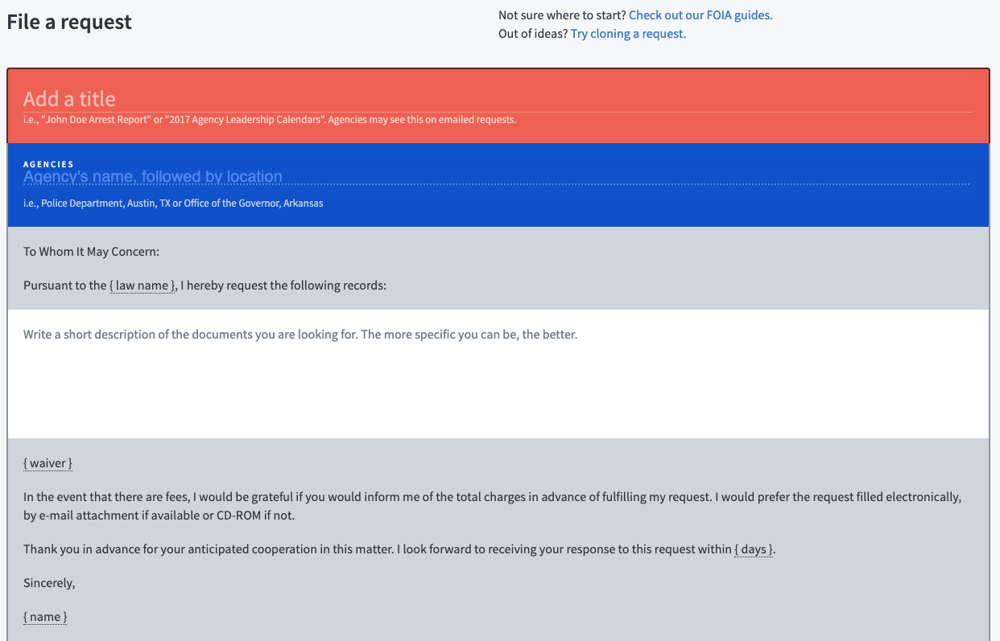 File a request
Not sure where to start? Check out our FOIA guides.
Out of ideas? Try cloning a request.
Add a title
i.e., "John Doe Arrest Report" or "2017 Agency Leadership Calendars". Agencies may see this on emailed requests.
AGENCIES
Agency's name, followed by location
i.e., Police Department, Austin, TX or Office of the Governor, Arkansas
To Whom It May Concern:
Pursuant to the { law name }, I hereby request the following records:
Write a short description of the documents you are looking for. The more specific you can be, the better.
{ waiver }
In the event that there are fees, I would be grateful if you would inform me of the total charges in advance of fulfilling my request. I would prefer the request filled electronically,
by e-mail attachment if available or CD-ROM if not.
Thank you in advance for your anticipated cooperation in this matter. I look forward to receiving your response to this request within { days }.
Sincerely,
{ name }